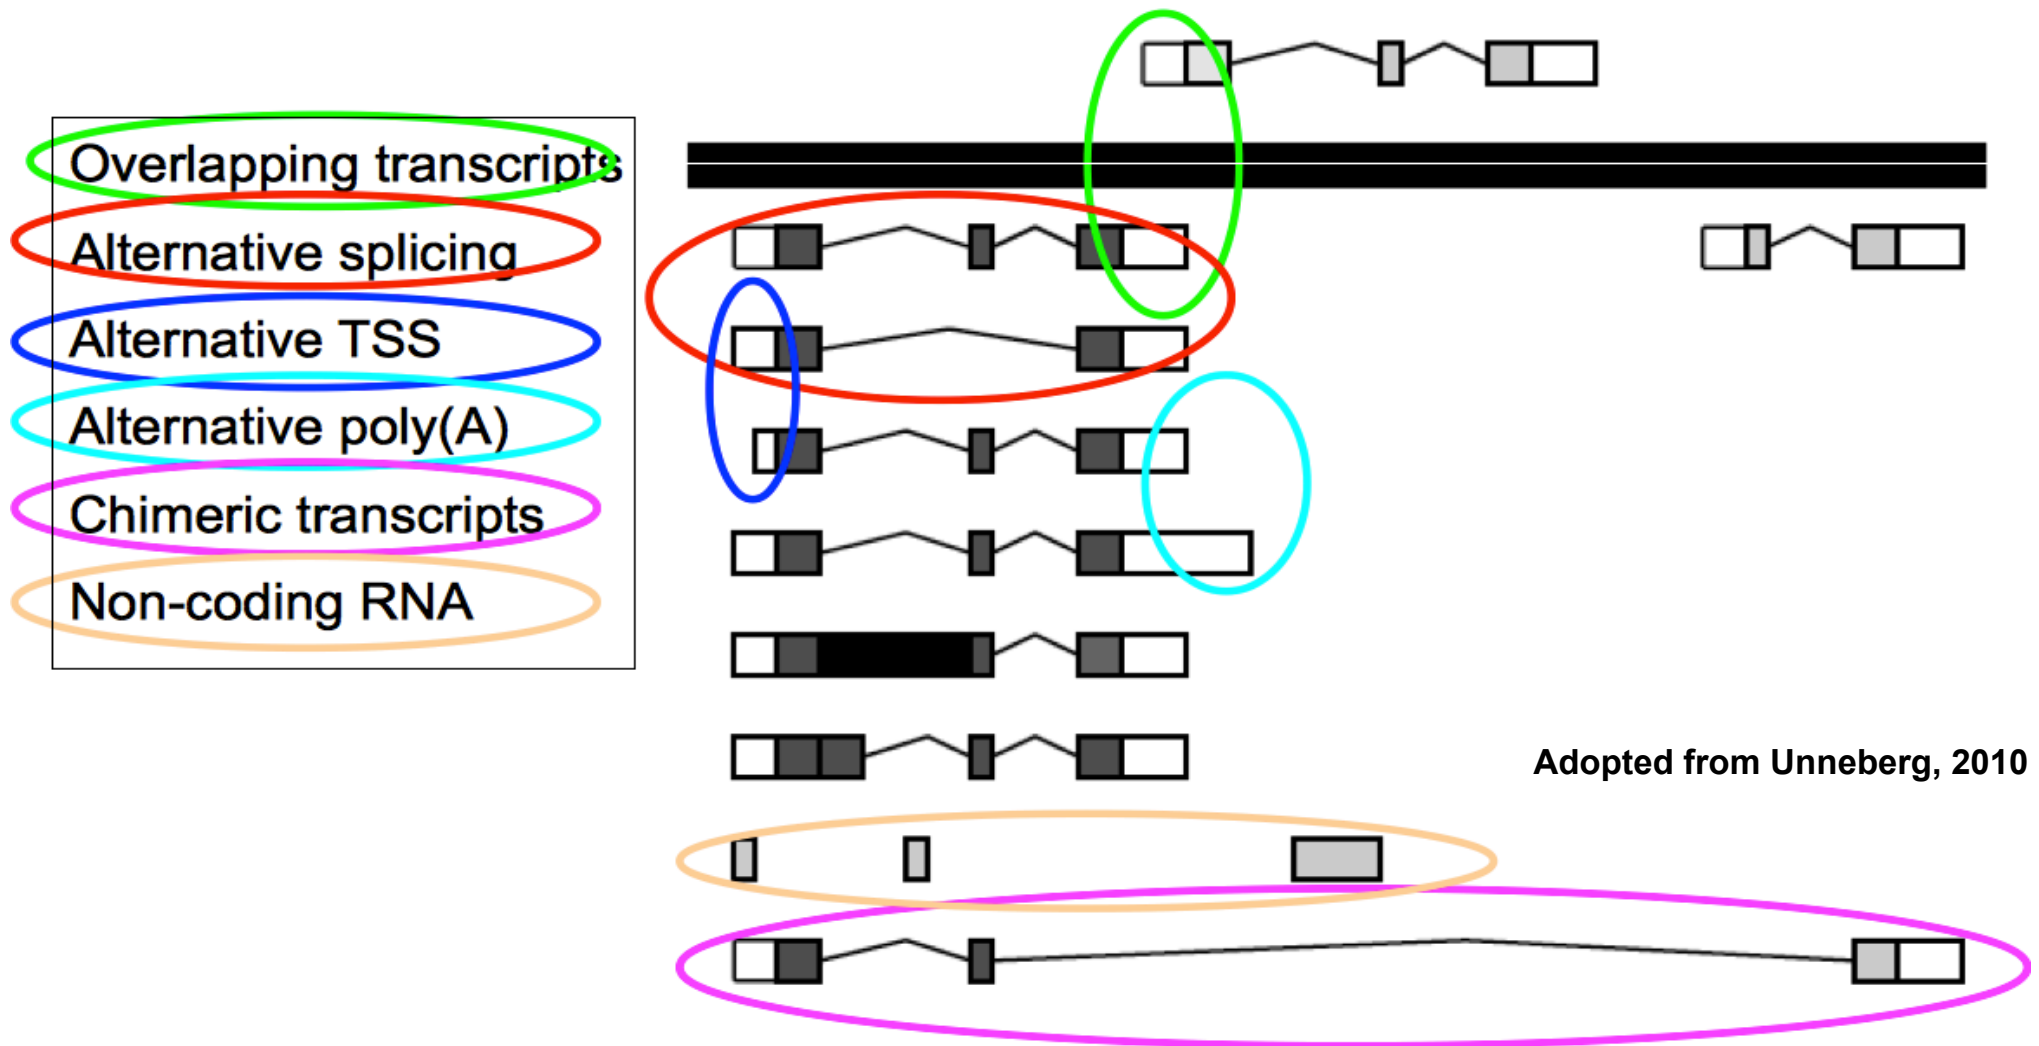 Overlapping transcripts
Alternative splicing
Alternative TSS
Alternative poly(A)
Chimeric transcripts
Non-coding RNA
Adopted from Unneberg, 2010